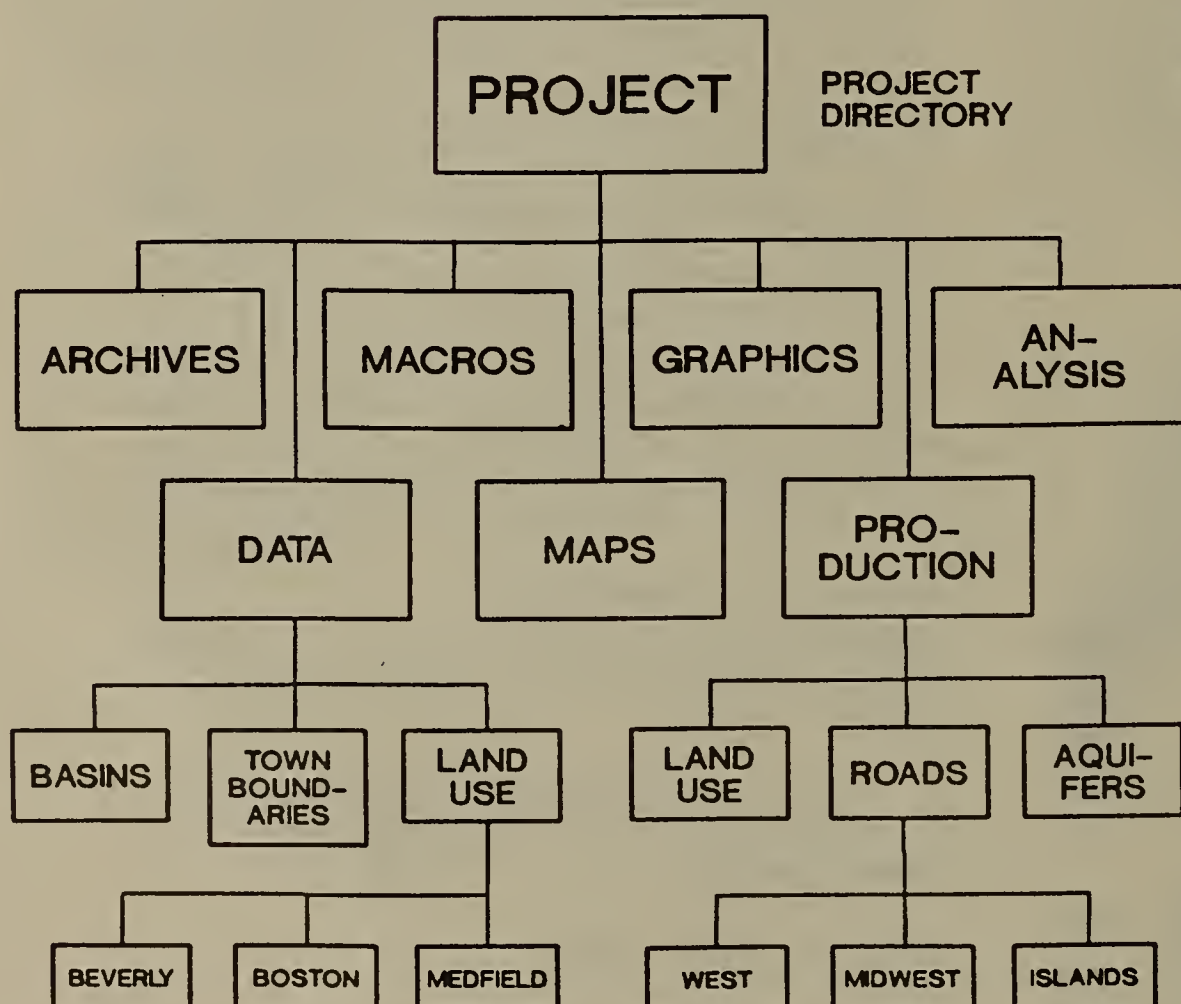 PROJECT
PROJECT
DIRECTORY
ARCHIVES
MACROS
GRAPHICS
AN-
ALYSIS
DATA
MAPS
PRO-
DUCTION
BASINS
TOWN
BOUND-
ARIES
LAND
USE
LAND
USE
ROADS
AQUI-
FERS
BEVERLY
BOSTON
MEDFIELD
WEST
MIDWEST
ISLANDS